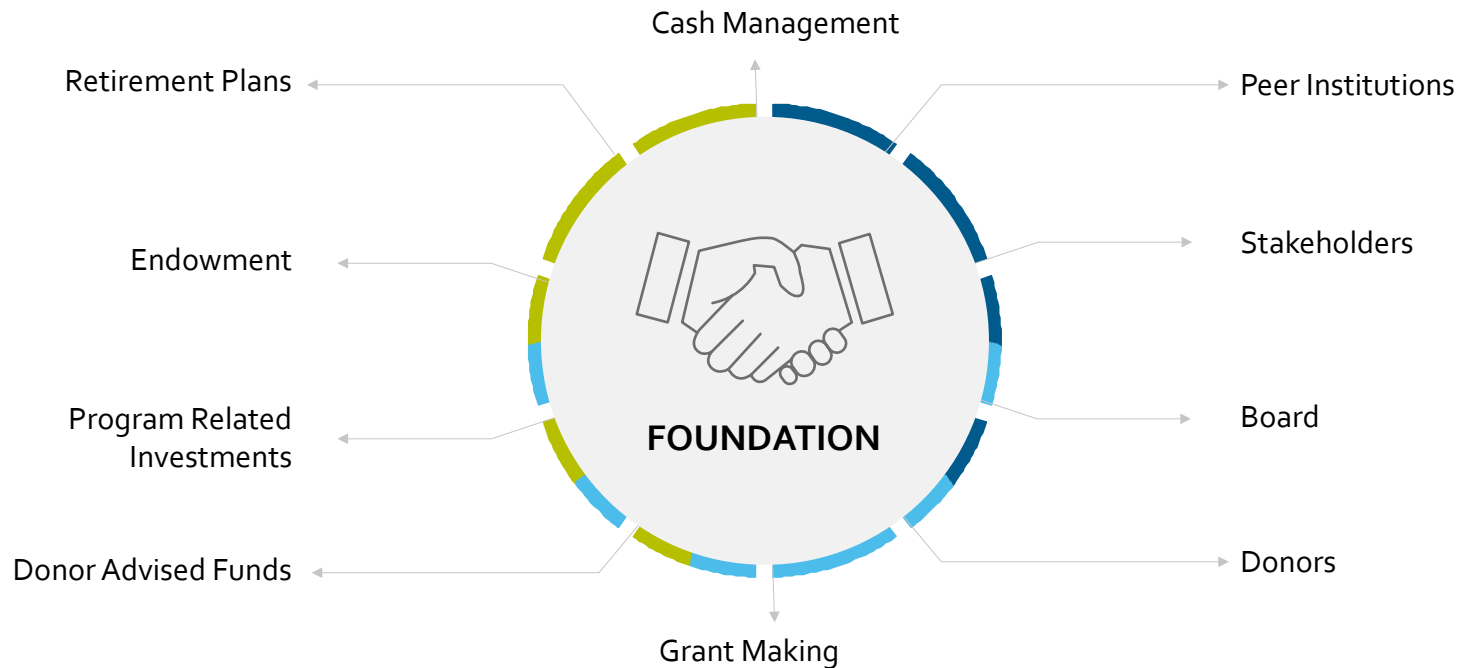 Cash Management
Retirement Plans
Peer Institutions
Endowment
Stakeholders
Program Related
Investments
Board
FOUNDATION
Donor Advised Funds
Donors
Grant Making